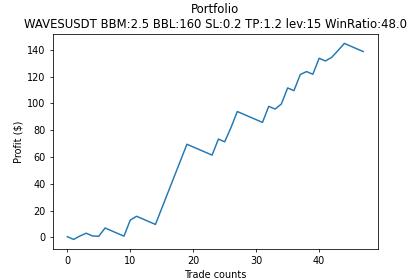 Portfolio
WAVESUSDT BBM:2.5 BBL:160 SL:0.2 TP:1.2 lev:15 WinRatio:48.0
140
120
100
80
60
40
20
0
Profit ($)
0 10 20 30 40
Trade counts